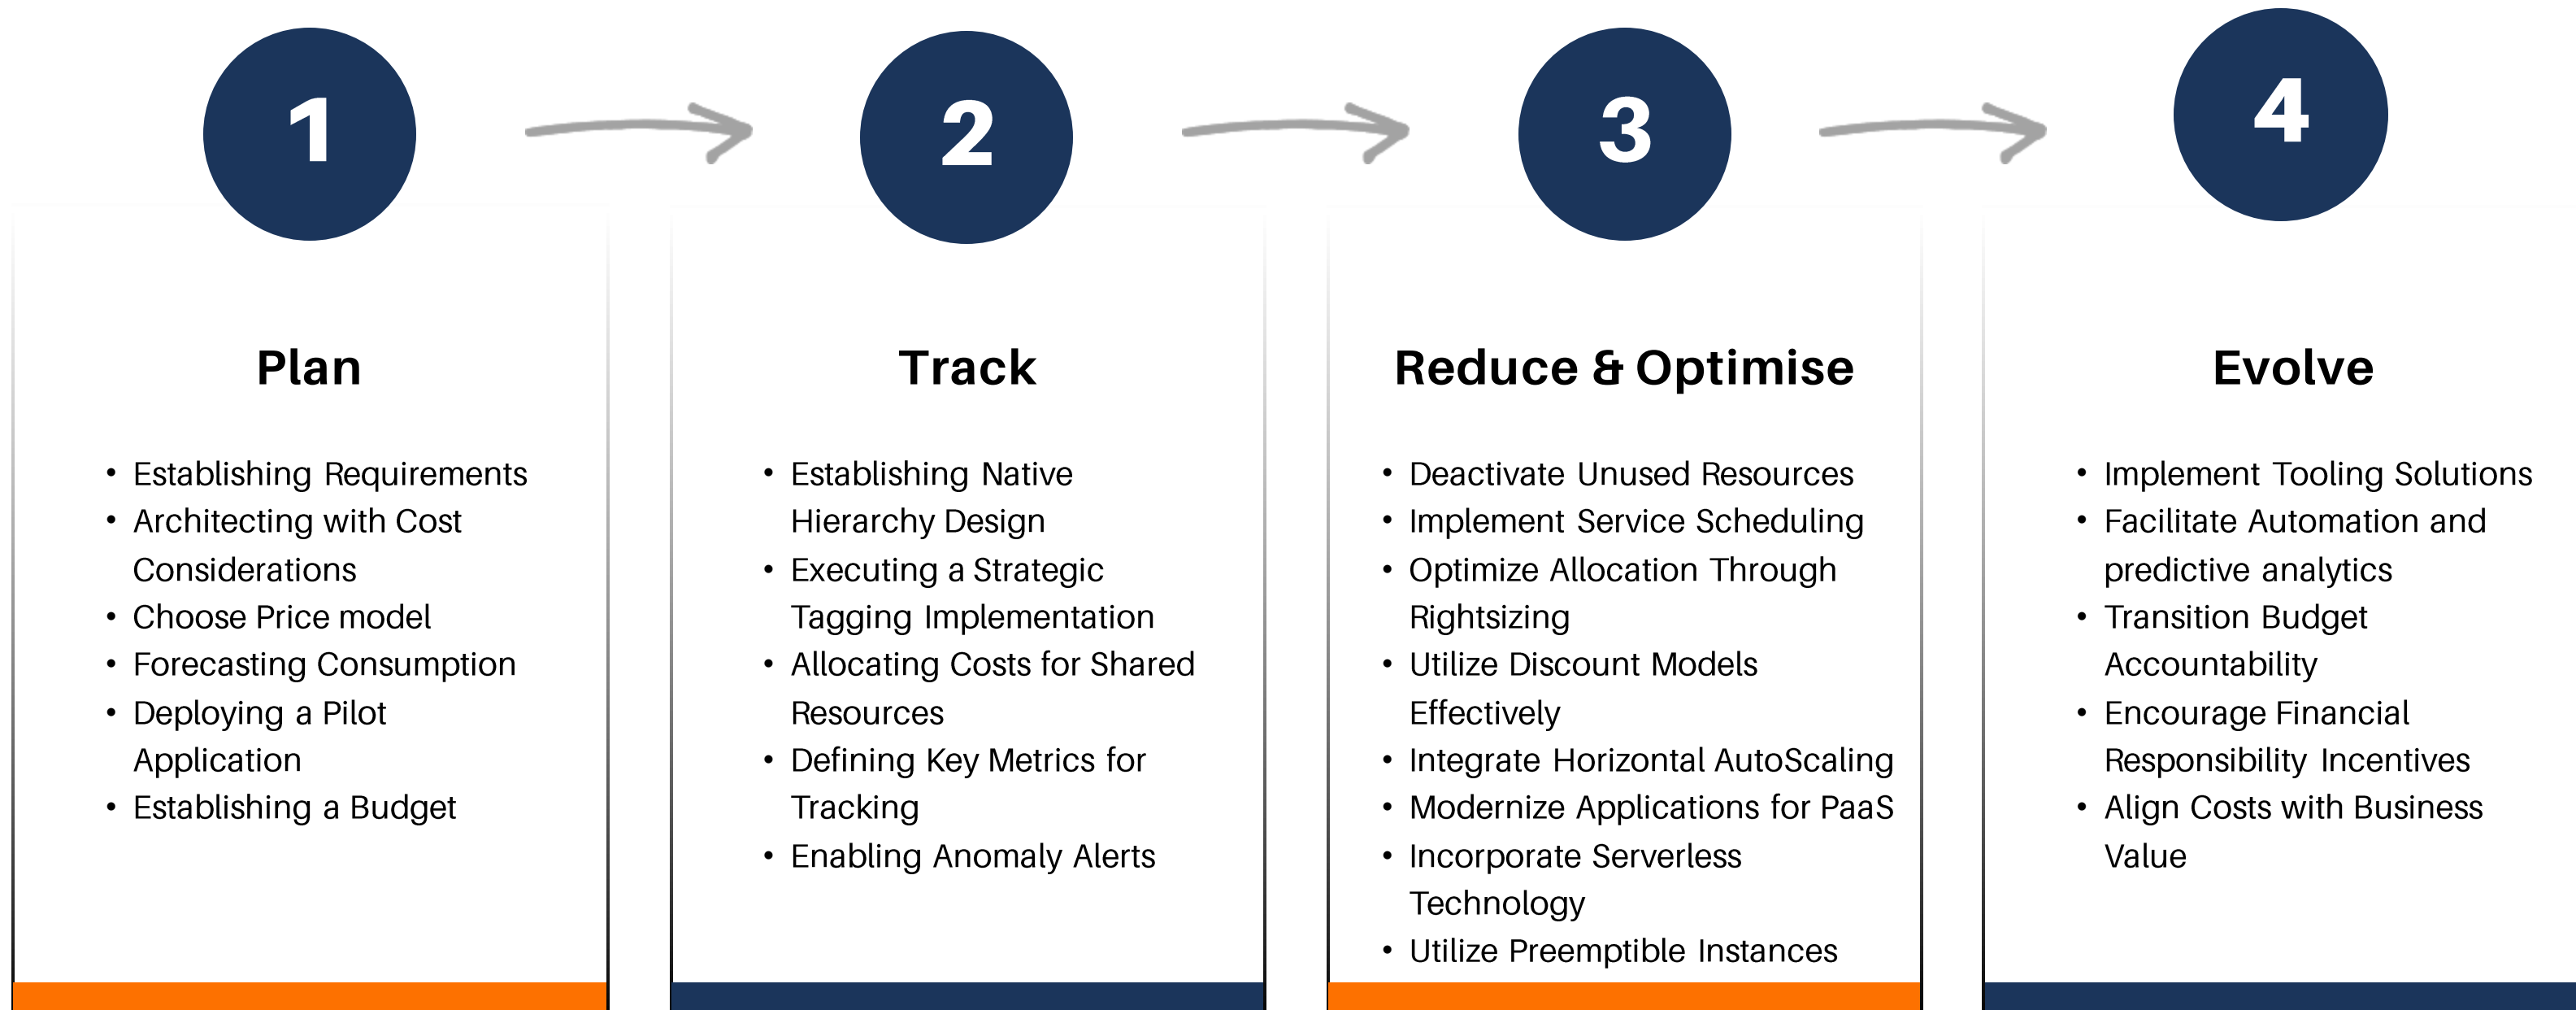 1
2
3
4
Plan
• Establishing Requirements
• Architecting with Cost
Considerations
• Choose Price model
• Forecasting Consumption
• Deploying a Pilot
Application
• Establishing a Budget
Track
• Establishing Native
Hierarchy Design
• Executing a Strategic
Tagging Implementation
• Allocating Costs for Shared
Resources
• Defining Key Metrics for
Tracking
• Enabling Anomaly Alerts
Reduce & Optimise
• Deactivate Unused Resources
• Implement Service Scheduling
• Optimize Allocation Through
Rightsizing
• Utilize Discount Models
Effectively
• Integrate Horizontal AutoScaling
• Modernize Applications for PaaS
• Incorporate Serverless
Technology
• Utilize Preemptible Instances
Evolve
• Implement Tooling Solutions
• Facilitate Automation and
predictive analytics
• Transition Budget
Accountability
• Encourage Financial
Responsibility Incentives
• Align Costs with Business
Value